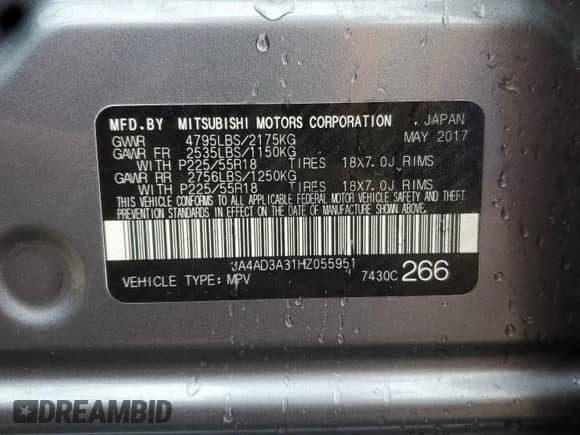 MFD.BY MITSUBISHI MOTORS CORPORATION . JAPAN
GVWR 4795LBS/2175KG MAY 2017
GAWR FR 2535LBS/1150KG
WITH P225/55R18 TIRES 18X7.0J RIMS
GAWR RR 2756LBS/1250KG
WITH P225/55R18 TIRES 18X7.0J RIMS
THIS VEHICLE CONFORMS TO ALL APPLICABLE FEDERAL MOTOR VEHICLE SAFETY AND THEFT
PREVENTION STANDARDS IN EFFECT ON THE DATE OF MANUFACTURE SHOWN ABOVE.
JA4AD3A31HZ055951
VEHICLE TYPE: MPV 7430C 266
DREAMBID